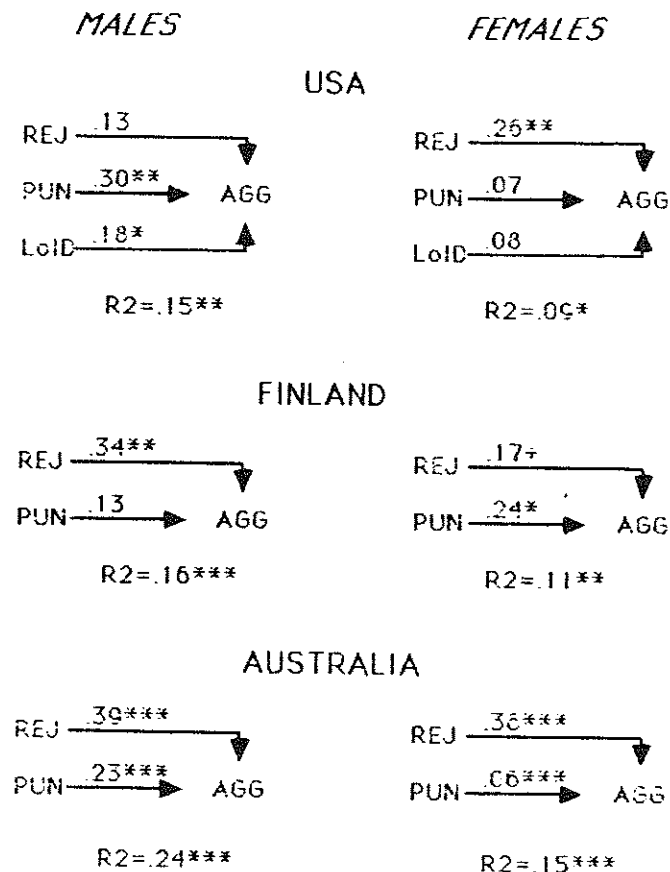 MALES FEMALES
USA
REJ .13 REJ .26**
PUN .30** AGG PUN .07 AGG
LoID .18* LoID .08
R2=.15** R2=.09*
FINLAND
REJ .34** REJ .17+
PUN .13 AGG PUN .24* AGG
R2=.16*** R2=.11**
AUSTRALIA
REJ .39*** REJ .38***
PUN .23*** AGG PUN .06*** AGG
R2=.24*** R2=.15***